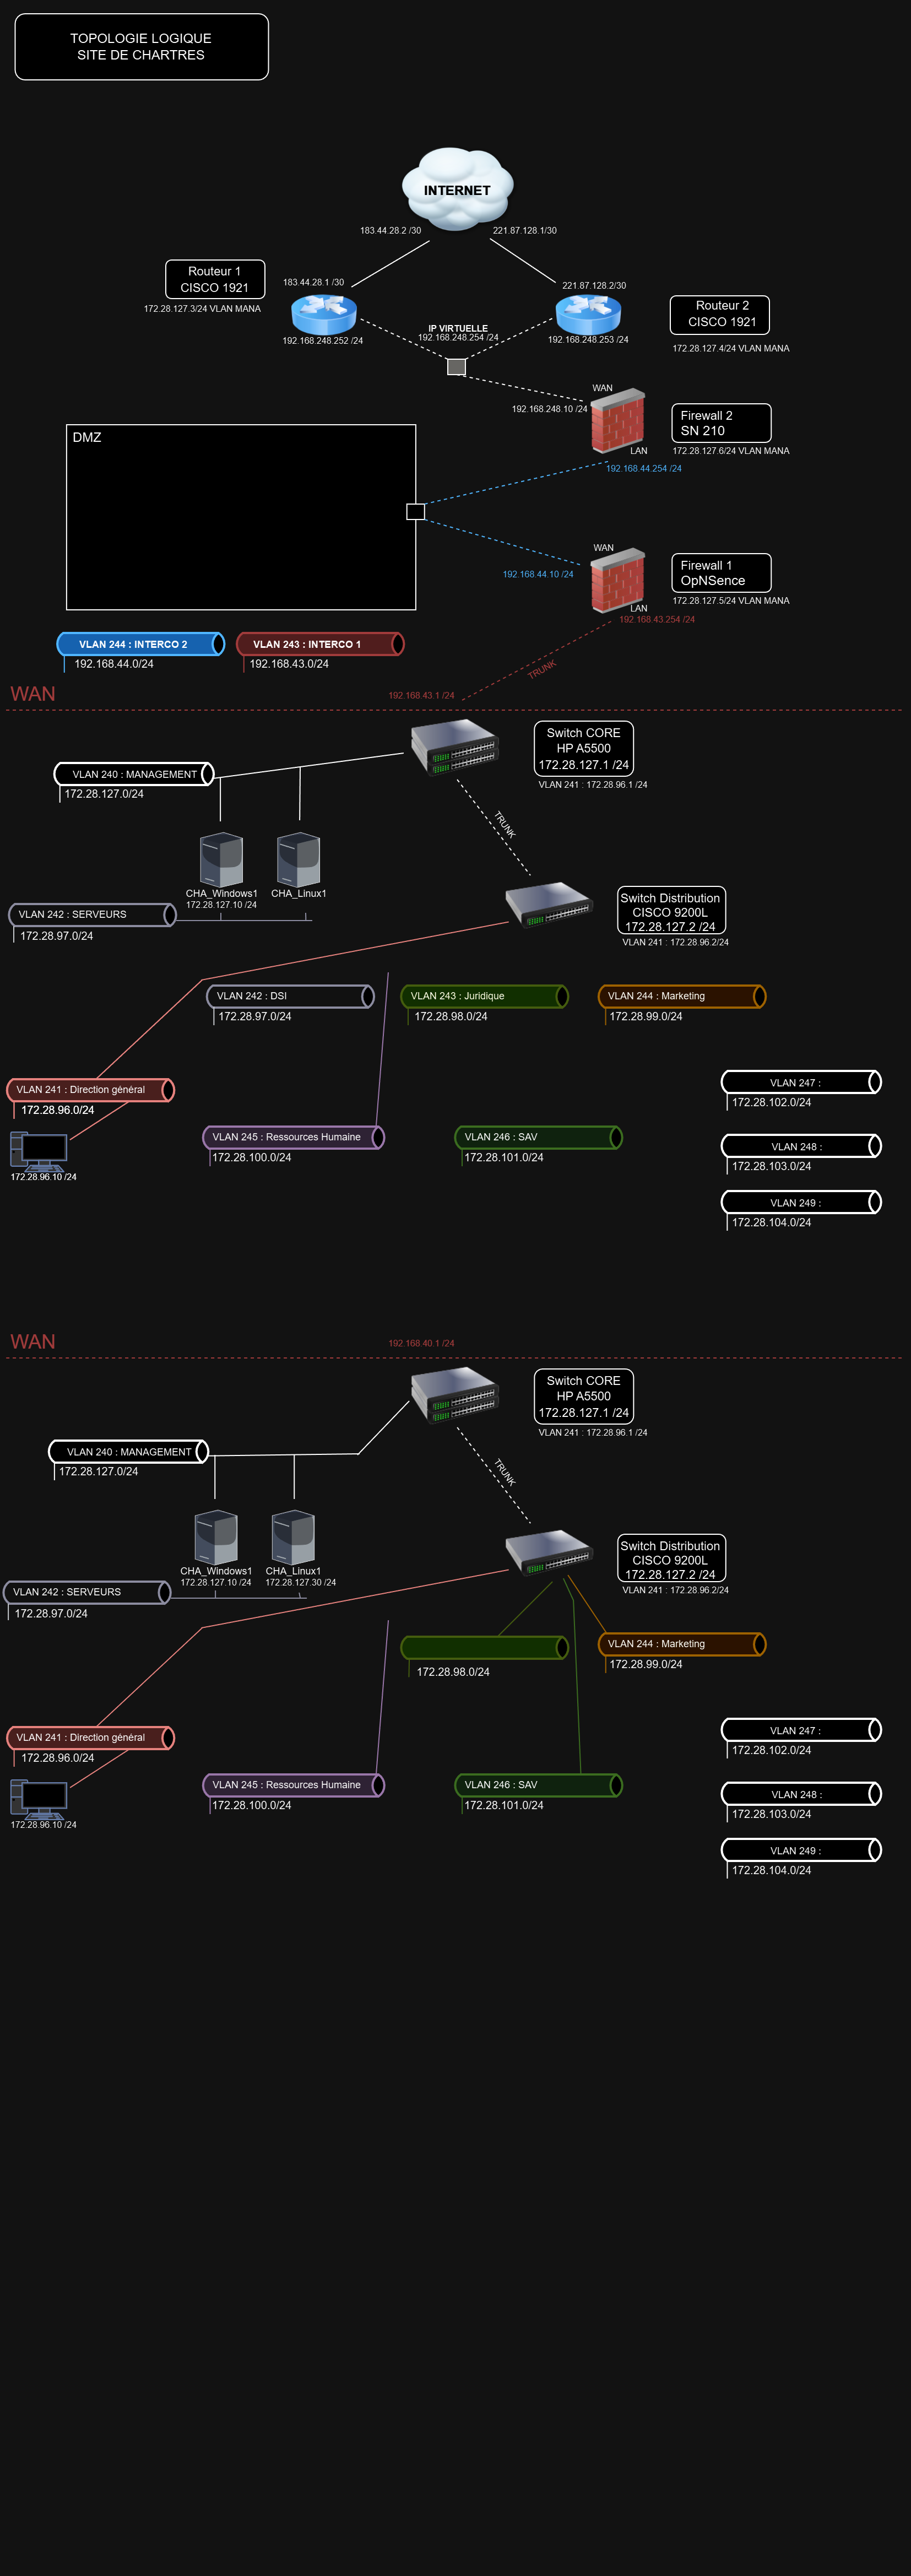 TOPOLOGIE LOGIQUE
SITE DE CHARTRES
INTERNET
183.44.28.2 /30
221.87.128.1/30
Routeur 1
CISCO 1921
172.28.127.3/24 VLAN MANA
183.44.28.1 /30
221.87.128.2/30
Routeur 2
CISCO 1921
172.28.127.4/24 VLAN MANA
IP VIRTUELLE
192.168.248.254 /24
192.168.248.252 /24
192.168.248.253 /24
WAN
192.168.248.10 /24
Firewall 2
SN 210
172.28.127.6/24 VLAN MANA
LAN
192.168.44.254 /24
DMZ
WAN
192.168.44.10 /24
Firewall 1
OpNSence
172.28.127.5/24 VLAN MANA
LAN
192.168.43.254 /24
VLAN 244 : INTERCO 2
192.168.44.0/24
VLAN 243 : INTERCO 1
192.168.43.0/24
TRUNK
WAN
192.168.43.1 /24
Switch CORE
HP A5500
172.28.127.1 /24
VLAN 241 : 172.28.96.1 /24
VLAN 240 : MANAGEMENT
172.28.127.0/24
TRUNK
CHA_Windows1
172.28.127.10 /24
CHA_Linux1
Switch Distribution
CISCO 9200L
172.28.127.2 /24
VLAN 241 : 172.28.96.2/24
VLAN 242 : SERVEURS
172.28.97.0/24
VLAN 242 : DSI
172.28.97.0/24
VLAN 243 : Juridique
172.28.98.0/24
VLAN 244 : Marketing
172.28.99.0/24
VLAN 241 : Direction général
172.28.96.0/24
172.28.96.10 /24
VLAN 245 : Ressources Humaine
172.28.100.0/24
VLAN 246 : SAV
172.28.101.0/24
VLAN 247 :
172.28.102.0/24
VLAN 248 :
172.28.103.0/24
VLAN 249 :
172.28.104.0/24
WAN
192.168.40.1 /24
Switch CORE
HP A5500
172.28.127.1 /24
VLAN 241 : 172.28.96.1 /24
VLAN 240 : MANAGEMENT
172.28.127.0/24
TRUNK
CHA_Windows1
172.28.127.10 /24
CHA_Linux1
172.28.127.30 /24
Switch Distribution
CISCO 9200L
172.28.127.2 /24
VLAN 241 : 172.28.96.2/24
VLAN 242 : SERVEURS
172.28.97.0/24
172.28.98.0/24
VLAN 244 : Marketing
172.28.99.0/24
VLAN 241 : Direction général
172.28.96.0/24
172.28.96.10 /24
VLAN 245 : Ressources Humaine
172.28.100.0/24
VLAN 246 : SAV
172.28.101.0/24
VLAN 247 :
172.28.102.0/24
VLAN 248 :
172.28.103.0/24
VLAN 249 :
172.28.104.0/24